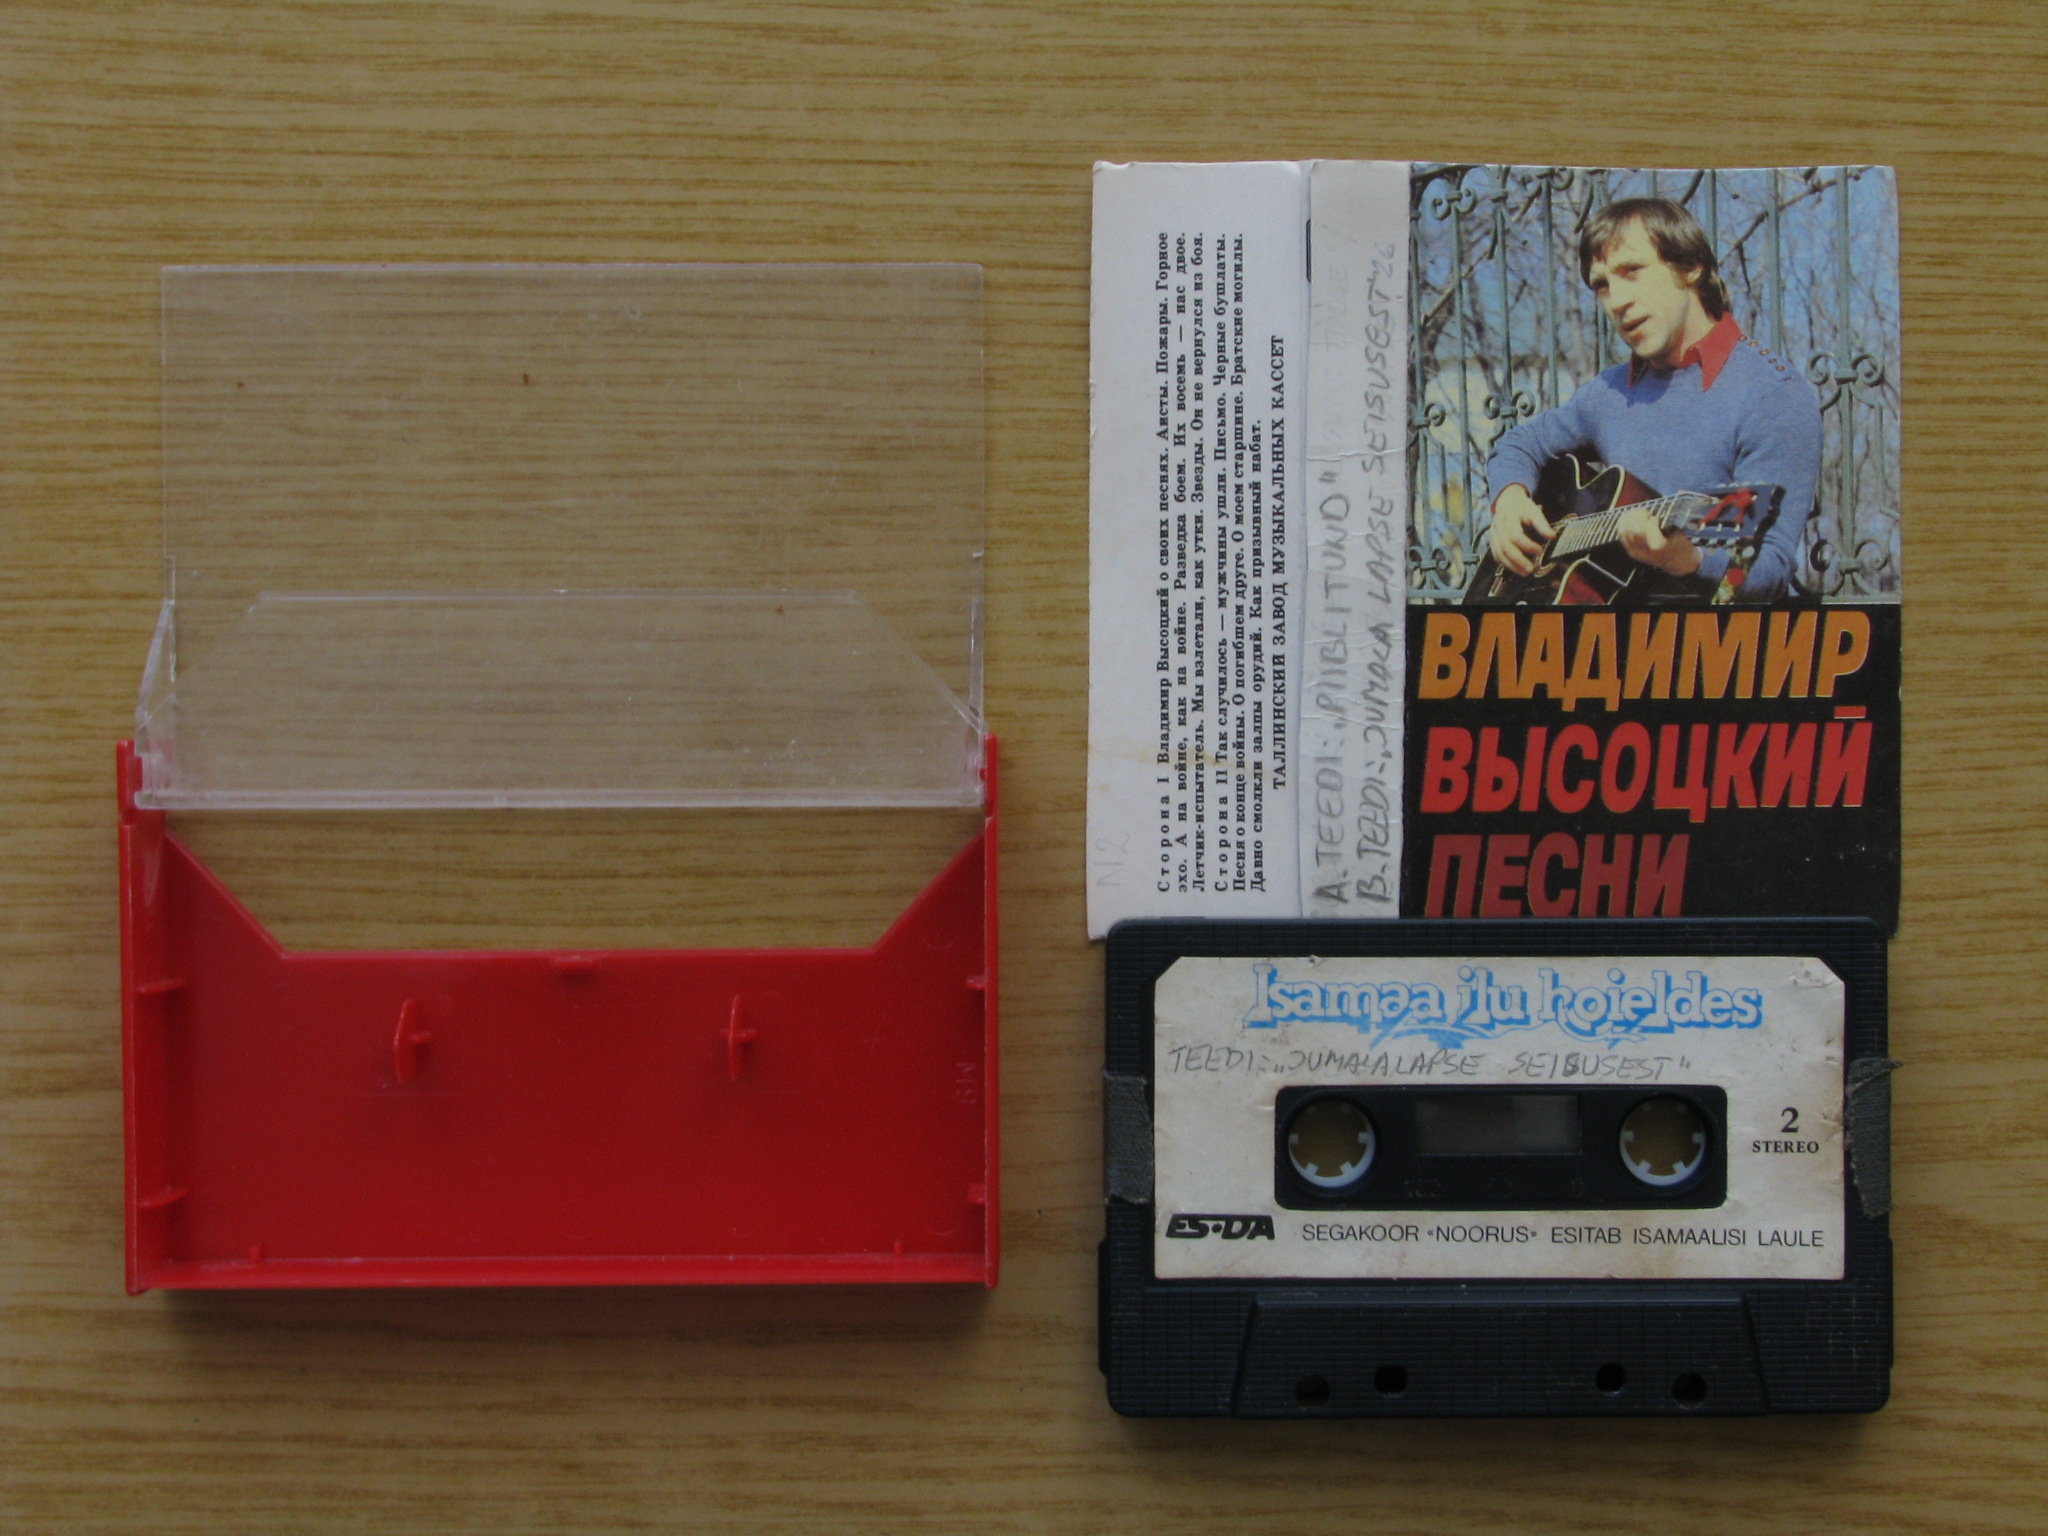 Сторона I Владимир Высоцкий о своих песнях. Аисты. Пожары. Горное
эхо. А на войне, как на войне. Разведка боем. Их восемь — нас двое.
Летчик-испытатель. Мы взлетали, как утки. Звезды. Он не вернулся из боя.
Сторона II Так случилось — мужчины ушли. Письмо. Черные бушлаты.
Песня о конце войны. О погибшем друге. О моем старшине. Братские могилы.
Давно смолкли залпы орудий. Как призывный набат.
ТАЛЛИНСКИЙ ЗАВОД МУЗЫКАЛЬНЫХ КАССЕТ
N2
A. TEEDI:- „PIIBLITUND"
B. TEEDI:- „JUMALA LAPSE SEISUSEST"
ВЛАДИМИР
ВЫСОЦКИЙ
ПЕСНИ
Isamaa ilu hoieldes
TEEDI:- „JUMALALAPSE SEISUSEST"
2
STEREO
ES·DA SEGAKOOR «NOORUS» ESITAB ISAMAALISI LAULE